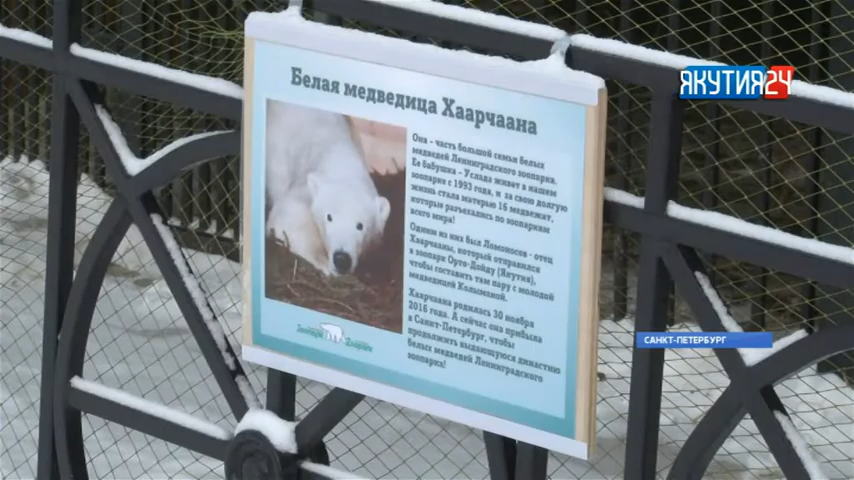 ЯКУТИЯ24
Белая медведица Хаарчаана
Она - часть большой семьи белых
медведей Ленинградского зоопарка.
Ее бабушка - Услада живет в нашем
зоопарке с 1993 года, и за свою долгую
жизнь стала матерью 16 медвежат,
которые разъехались по зоопаркам
всего мира!
Одним из них был Ломоносов - отец
Хаарчааны, который отправился
в зоопарк Орто-Дойду (Якутия),
чтобы составить там пару с молодой
медведицей Колыманой.
Хаарчаана родилась 30 ноября
2016 года. А сейчас она прибыла
в Санкт-Петербург, чтобы
продолжить выдающуюся династию
белых медведей Ленинградского
зоопарка!
САНКТ-ПЕТЕРБУРГ